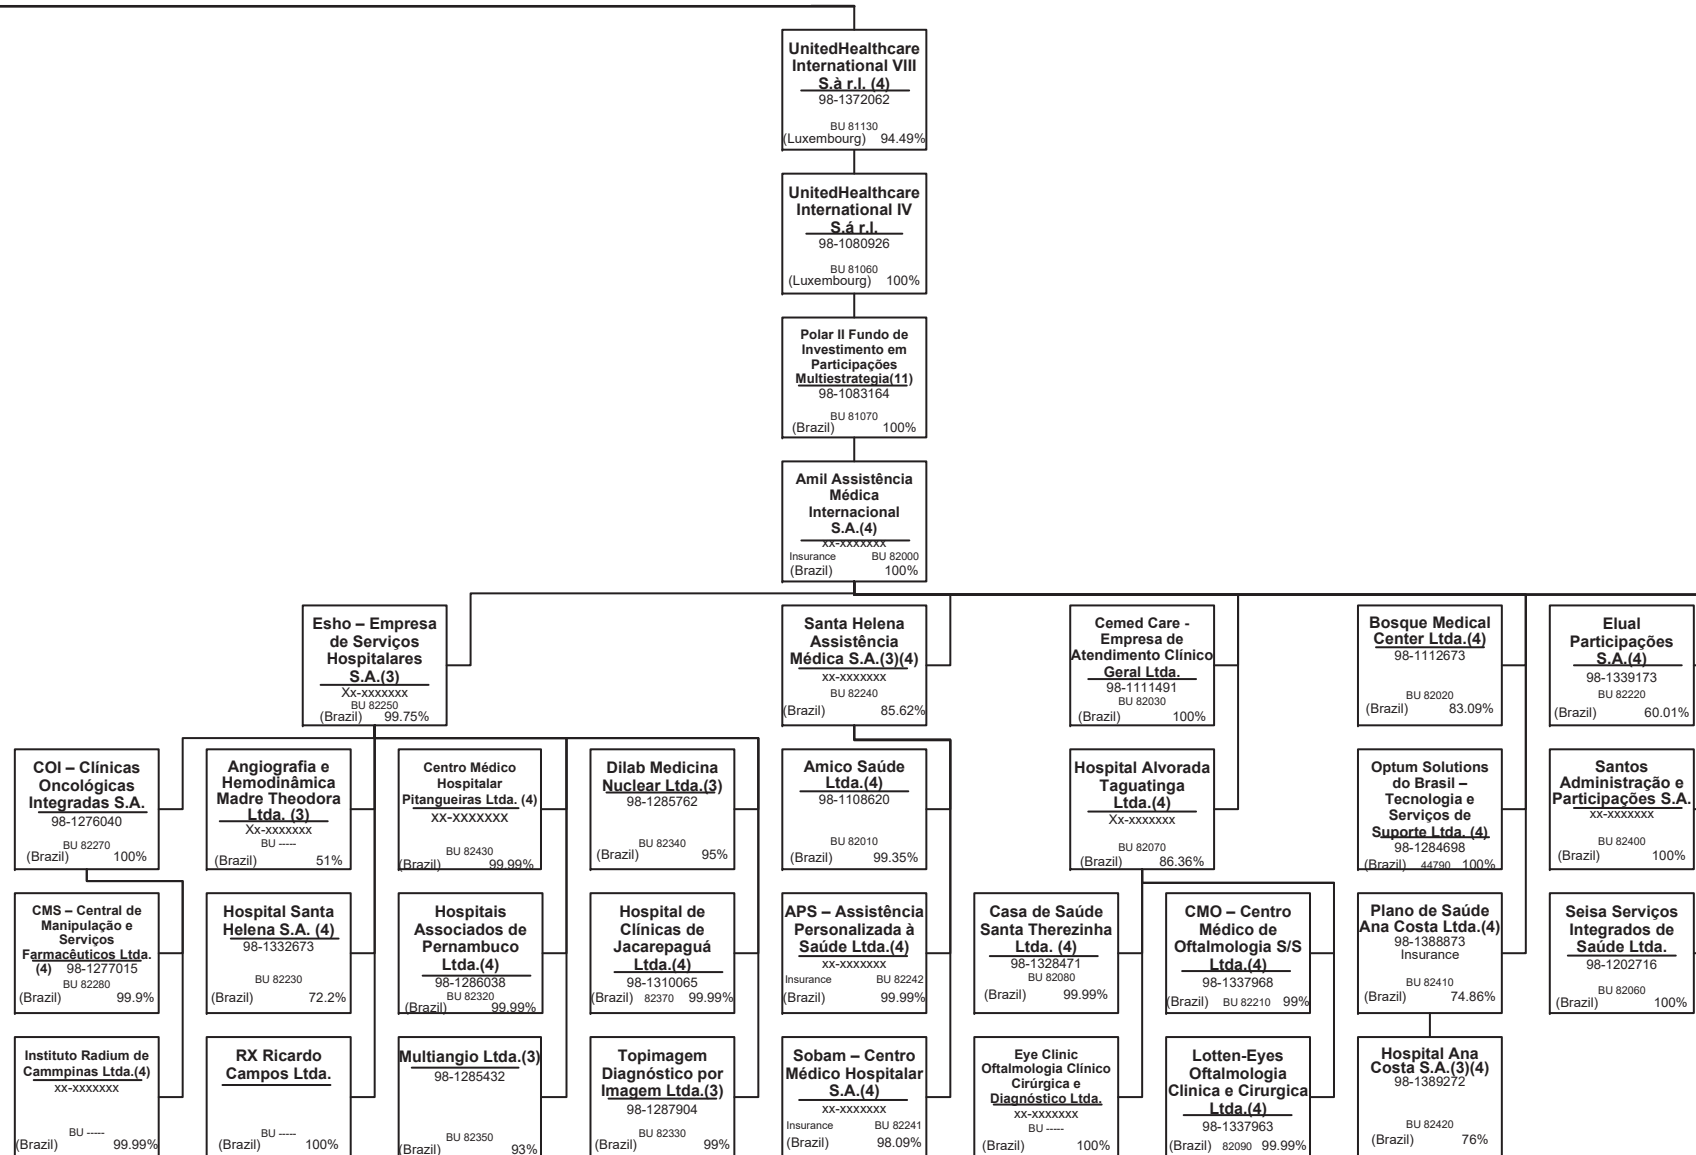 UnitedHealthcare
International VIII
S.à r.l. (4)
98-1372062
BU 81130
(Luxembourg) 94.49%
UnitedHealthcare
International IV
S.á r.l.
98-1080926
BU 81060
(Luxembourg) 100%
Polar II Fundo de
Investimento em
Participações
Multiestrategia(11)
98-1083164
BU 81070
(Brazil) 100%
Amil Assistência
Médica
Internacional
S.A.(4)
xx-xxxxxxx
Insurance BU 82000
(Brazil) 100%
Esho – Empresa
de Serviços
Hospitalares
S.A.(3)
Xx-xxxxxxx
BU 82250
(Brazil) 99.75%
Santa Helena
Assistência
Médica S.A.(3)(4)
xx-xxxxxxx
BU 82240
(Brazil) 85.62%
Cemed Care -
Empresa de
Atendimento Clínico
Geral Ltda.
98-1111491
BU 82030
(Brazil) 100%
Bosque Medical
Center Ltda.(4)
98-1112673
BU 82020
(Brazil) 83.09%
Elual
Participações
S.A.(4)
98-1339173
BU 82220
(Brazil) 60.01%
COI – Clínicas
Oncológicas
Integradas S.A.
98-1276040
BU 82270
(Brazil) 100%
Angiografia e
Hemodinâmica
Madre Theodora
Ltda. (3)
Xx-xxxxxxx
BU -----
(Brazil) 51%
Centro Médico
Hospitalar
Pitangueiras Ltda. (4)
xx-xxxxxxx
BU 82430
(Brazil) 99.99%
Dilab Medicina
Nuclear Ltda.(3)
98-1285762
BU 82340
(Brazil) 95%
Amico Saúde
Ltda.(4)
98-1108620
BU 82010
(Brazil) 99.35%
Hospital Alvorada
Taguatinga
Ltda.(4)
Xx-xxxxxxx
BU 82070
(Brazil) 86.36%
Optum Solutions
do Brasil –
Tecnologia e
Serviços de
Suporte Ltda. (4)
98-1284698
(Brazil) 44790 100%
Santos
Administração e
Participações S.A.
xx-xxxxxxx
BU 82400
(Brazil) 100%
CMS – Central de
Manipulação e
Serviços
Farmacêuticos Ltda.
(4) 98-1277015
BU 82280
(Brazil) 99.9%
Hospital Santa
Helena S.A. (4)
98-1332673
BU 82230
(Brazil) 72.2%
Hospitais
Associados de
Pernambuco
Ltda.(4)
98-1286038
BU 82320
(Brazil) 99.99%
Hospital de
Clínicas de
Jacarepaguá
Ltda.(4)
98-1310065
(Brazil) 82370 99.99%
APS – Assistência
Personalizada à
Saúde Ltda.(4)
xx-xxxxxxx
Insurance BU 82242
(Brazil) 99.99%
Casa de Saúde
Santa Therezinha
Ltda. (4)
98-1328471
BU 82080
(Brazil) 99.99%
CMO – Centro
Médico de
Oftalmologia S/S
Ltda.(4)
98-1337968
(Brazil) BU 82210 99%
Plano de Saúde
Ana Costa Ltda.(4)
98-1388873
Insurance
BU 82410
(Brazil) 74.86%
Seisa Serviços
Integrados de
Saúde Ltda.
98-1202716
BU 82060
(Brazil) 100%
Instituto Radium de
Cammpinas Ltda.(4)
xx-xxxxxxx
BU -----
(Brazil) 99.99%
RX Ricardo
Campos Ltda.
BU -----
(Brazil) 100%
Multiangio Ltda.(3)
98-1285432
BU 82350
(Brazil) 93%
Topimagem
Diagnóstico por
Imagem Ltda.(3)
98-1287904
BU 82330
(Brazil) 99%
Sobam – Centro
Médico Hospitalar
S.A.(4)
xx-xxxxxxx
Insurance BU 82241
(Brazil) 98.09%
Eye Clinic
Oftalmologia Clínico
Cirúrgica e
Diagnóstico Ltda.
xx-xxxxxxx
BU -----
(Brazil) 100%
Lotten-Eyes
Oftalmologia
Clinica e Cirurgica
Ltda.(4)
98-1337963
(Brazil) 82090 99.99%
Hospital Ana
Costa S.A.(3)(4)
98-1389272
BU 82420
(Brazil) 76%